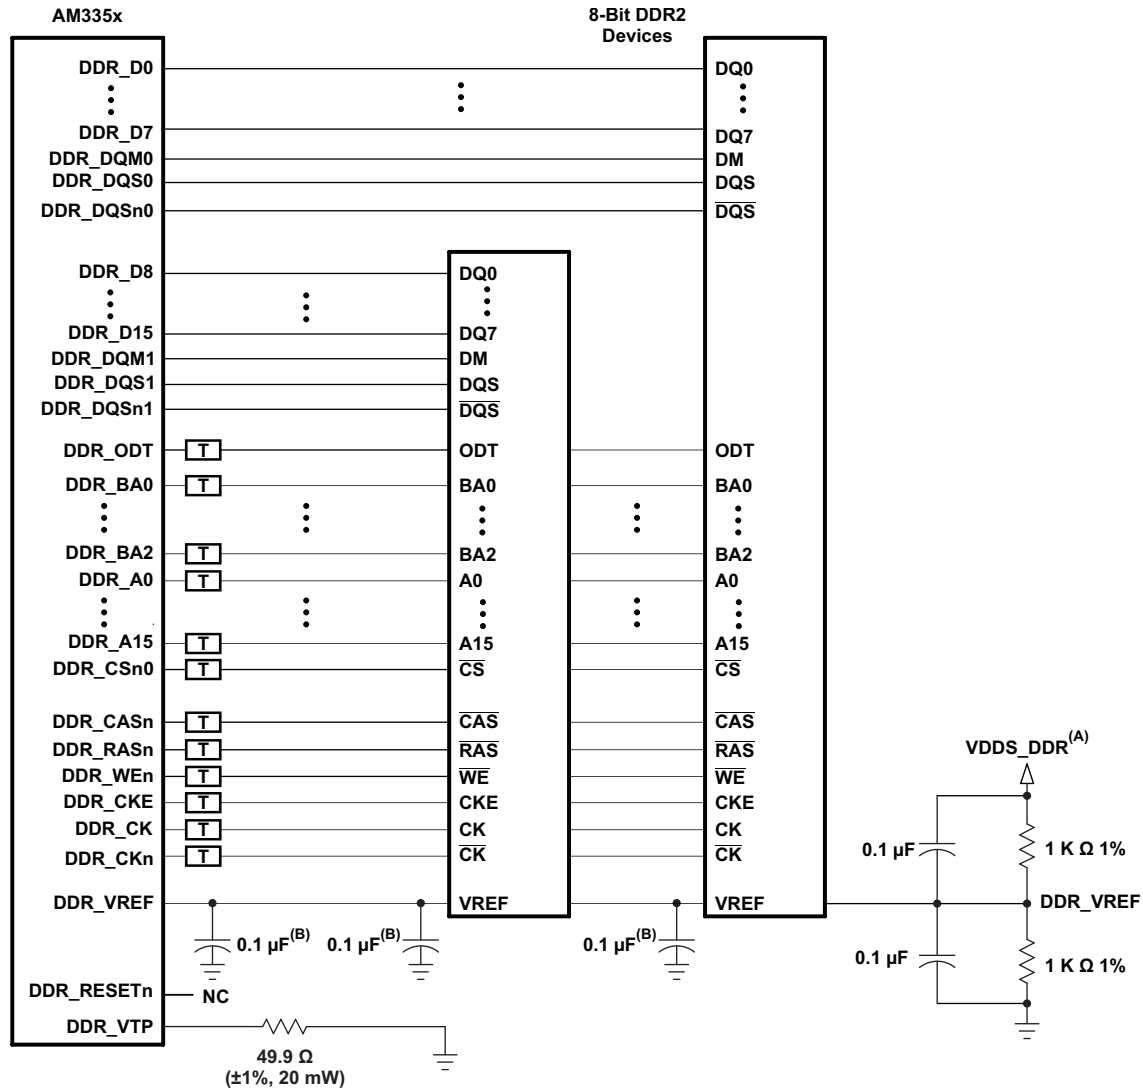 AM335x
8-Bit DDR2
Devices
DDR_D0
DQ0
DDR_D7
DQ7
DDR_DQM0
DM
DDR_DQS0
DQS
DDR_DQSn0
DQS
DDR_D8
DQ0
DDR_D15
DQ7
DDR_DQM1
DM
DDR_DQS1
DQS
DDR_DQSn1
DQS
DDR_ODT T ODT ODT
DDR_BA0 T BA0 BA0
DDR_BA2 T BA2 BA2
DDR_A0 T A0 A0
DDR_A15 T A15 A15
DDR_CSn0 T CS CS
DDR_CASn T CAS CAS
DDR_RASn T RAS RAS
DDR_WEn T WE WE
DDR_CKE T CKE CKE
DDR_CK T CK CK
DDR_CKn T CK CK
DDR_VREF VREF VREF
0.1 µF(B) 0.1 µF(B) 0.1 µF(B)
VDDS_DDR(A)
0.1 µF 1 K Ω 1%
DDR_VREF
0.1 µF 1 K Ω 1%
DDR_RESETn NC
DDR_VTP
49.9 Ω
(±1%, 20 mW)